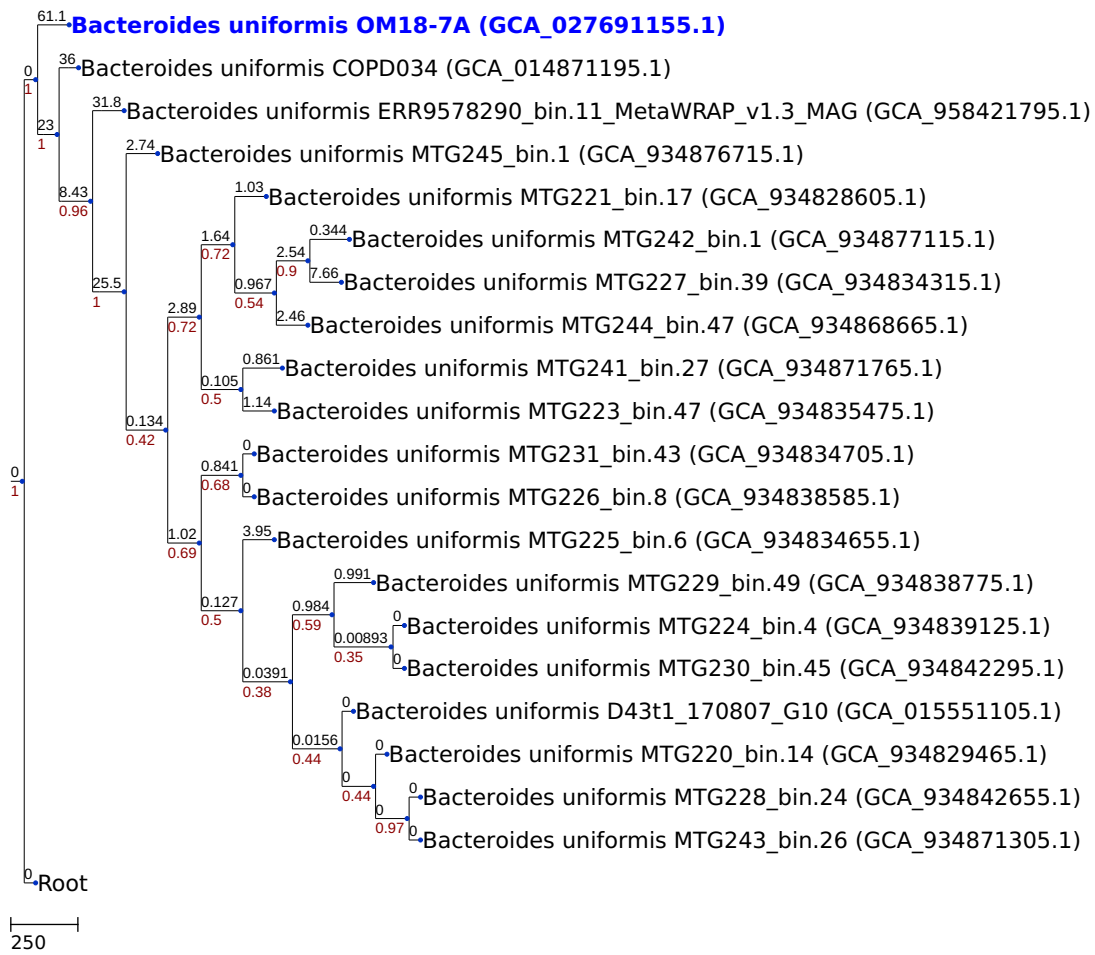 61.1
Bacteroides uniformis OM18-7A (GCA_027691155.1)
0
1
36
Bacteroides uniformis COPD034 (GCA_014871195.1)
23
1
31.8
Bacteroides uniformis ERR9578290_bin.11_MetaWRAP_v1.3_MAG (GCA_958421795.1)
2.74
Bacteroides uniformis MTG245_bin.1 (GCA_934876715.1)
8.43
0.96
1.03
Bacteroides uniformis MTG221_bin.17 (GCA_934828605.1)
1.64
0.72
0.344
Bacteroides uniformis MTG242_bin.1 (GCA_934877115.1)
2.54
0.9
7.66
Bacteroides uniformis MTG227_bin.39 (GCA_934834315.1)
25.5
1
0.967
0.54
2.46
Bacteroides uniformis MTG244_bin.47 (GCA_934868665.1)
2.89
0.72
0.861
Bacteroides uniformis MTG241_bin.27 (GCA_934871765.1)
0.105
0.5
1.14
Bacteroides uniformis MTG223_bin.47 (GCA_934835475.1)
0.134
0.42
0
Bacteroides uniformis MTG231_bin.43 (GCA_934834705.1)
0
1
0.841
0.68
0
Bacteroides uniformis MTG226_bin.8 (GCA_934838585.1)
1.02
0.69
3.95
Bacteroides uniformis MTG225_bin.6 (GCA_934834655.1)
0.991
Bacteroides uniformis MTG229_bin.49 (GCA_934838775.1)
0.127
0.5
0.984
0.59
0
Bacteroides uniformis MTG224_bin.4 (GCA_934839125.1)
0.00893
0.35
0
Bacteroides uniformis MTG230_bin.45 (GCA_934842295.1)
0.0391
0.38
0
Bacteroides uniformis D43t1_170807_G10 (GCA_015551105.1)
0.0156
0.44
0
Bacteroides uniformis MTG220_bin.14 (GCA_934829465.1)
0
0.44
0
Bacteroides uniformis MTG228_bin.24 (GCA_934842655.1)
0
0.97
0
Bacteroides uniformis MTG243_bin.26 (GCA_934871305.1)
0
Root
250